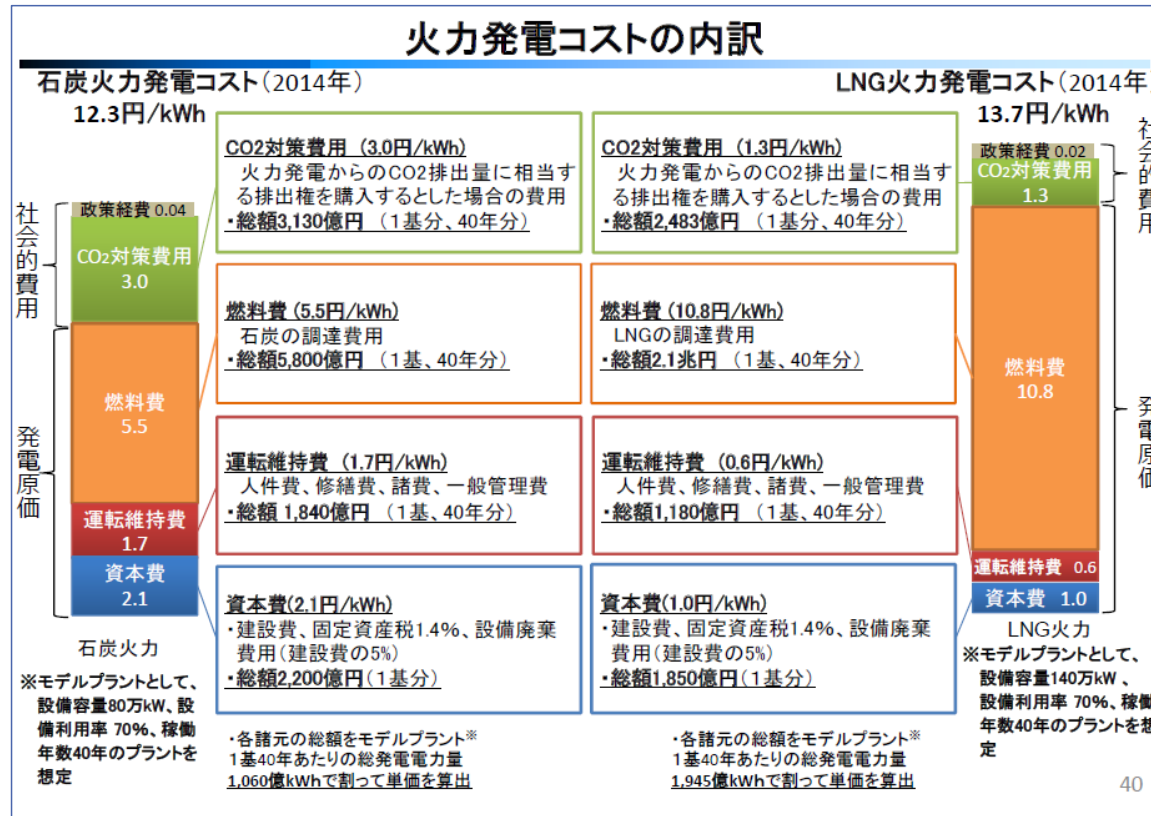 火力発電コストの内訳
石炭火力発電コスト（2014年）
12.3円/kWh
LNG火力発電コスト（2014年）
13.7円/kWh
社会的費用
発電原価
政策経費 0.04
CO2対策費用
3.0
燃料費
5.5
運転維持費
1.7
資本費
2.1
石炭火力
※モデルプラントとして、
設備容量80万kW、設
備利用率 70%、稼働
年数40年のプラントを
想定
CO2対策費用 (3.0円/kWh)
火力発電からのCO2排出量に相当す
る排出権を購入するとした場合の費用
・総額3,130億円 （１基分、40年分）
燃料費 (5.5円/kWh)
石炭の調達費用
・総額5,800億円 （１基、40年分）
運転維持費 (1.7円/kWh)
人件費、修繕費、諸費、一般管理費
・総額 1,840億円 （１基、40年分）
資本費(2.1円/kWh)
・建設費、固定資産税1.4%、設備廃棄
費用(建設費の5%)
・総額2,200億円(１基分)
・各諸元の総額をモデルプラント※
１基40年あたりの総発電電力量
1,060億kWhで割って単価を算出
CO2対策費用 (1.3円/kWh)
火力発電からのCO2排出量に相当す
る排出権を購入するとした場合の費用
・総額2,483億円 （１基分、40年分）
燃料費 (10.8円/kWh)
LNGの調達費用
・総額2.1兆円 （１基、40年分）
運転維持費 (0.6円/kWh)
人件費、修繕費、諸費、一般管理費
・総額1,180億円 （１基、40年分）
資本費(1.0円/kWh)
・建設費、固定資産税1.4%、設備廃棄
費用(建設費の5%)
・総額1,850億円(１基分)
・各諸元の総額をモデルプラント※
１基40年あたりの総発電電力量
1,945億kWhで割って単価を算出
政策経費 0.02
CO2対策費用
1.3
燃料費
10.8
運転維持費 0.6
資本費 1.0
LNG火力
社会的費用
発電原価
※モデルプラントとして、
設備容量140万kW 、
設備利用率 70%、稼働
年数40年のプラントを想
定
40